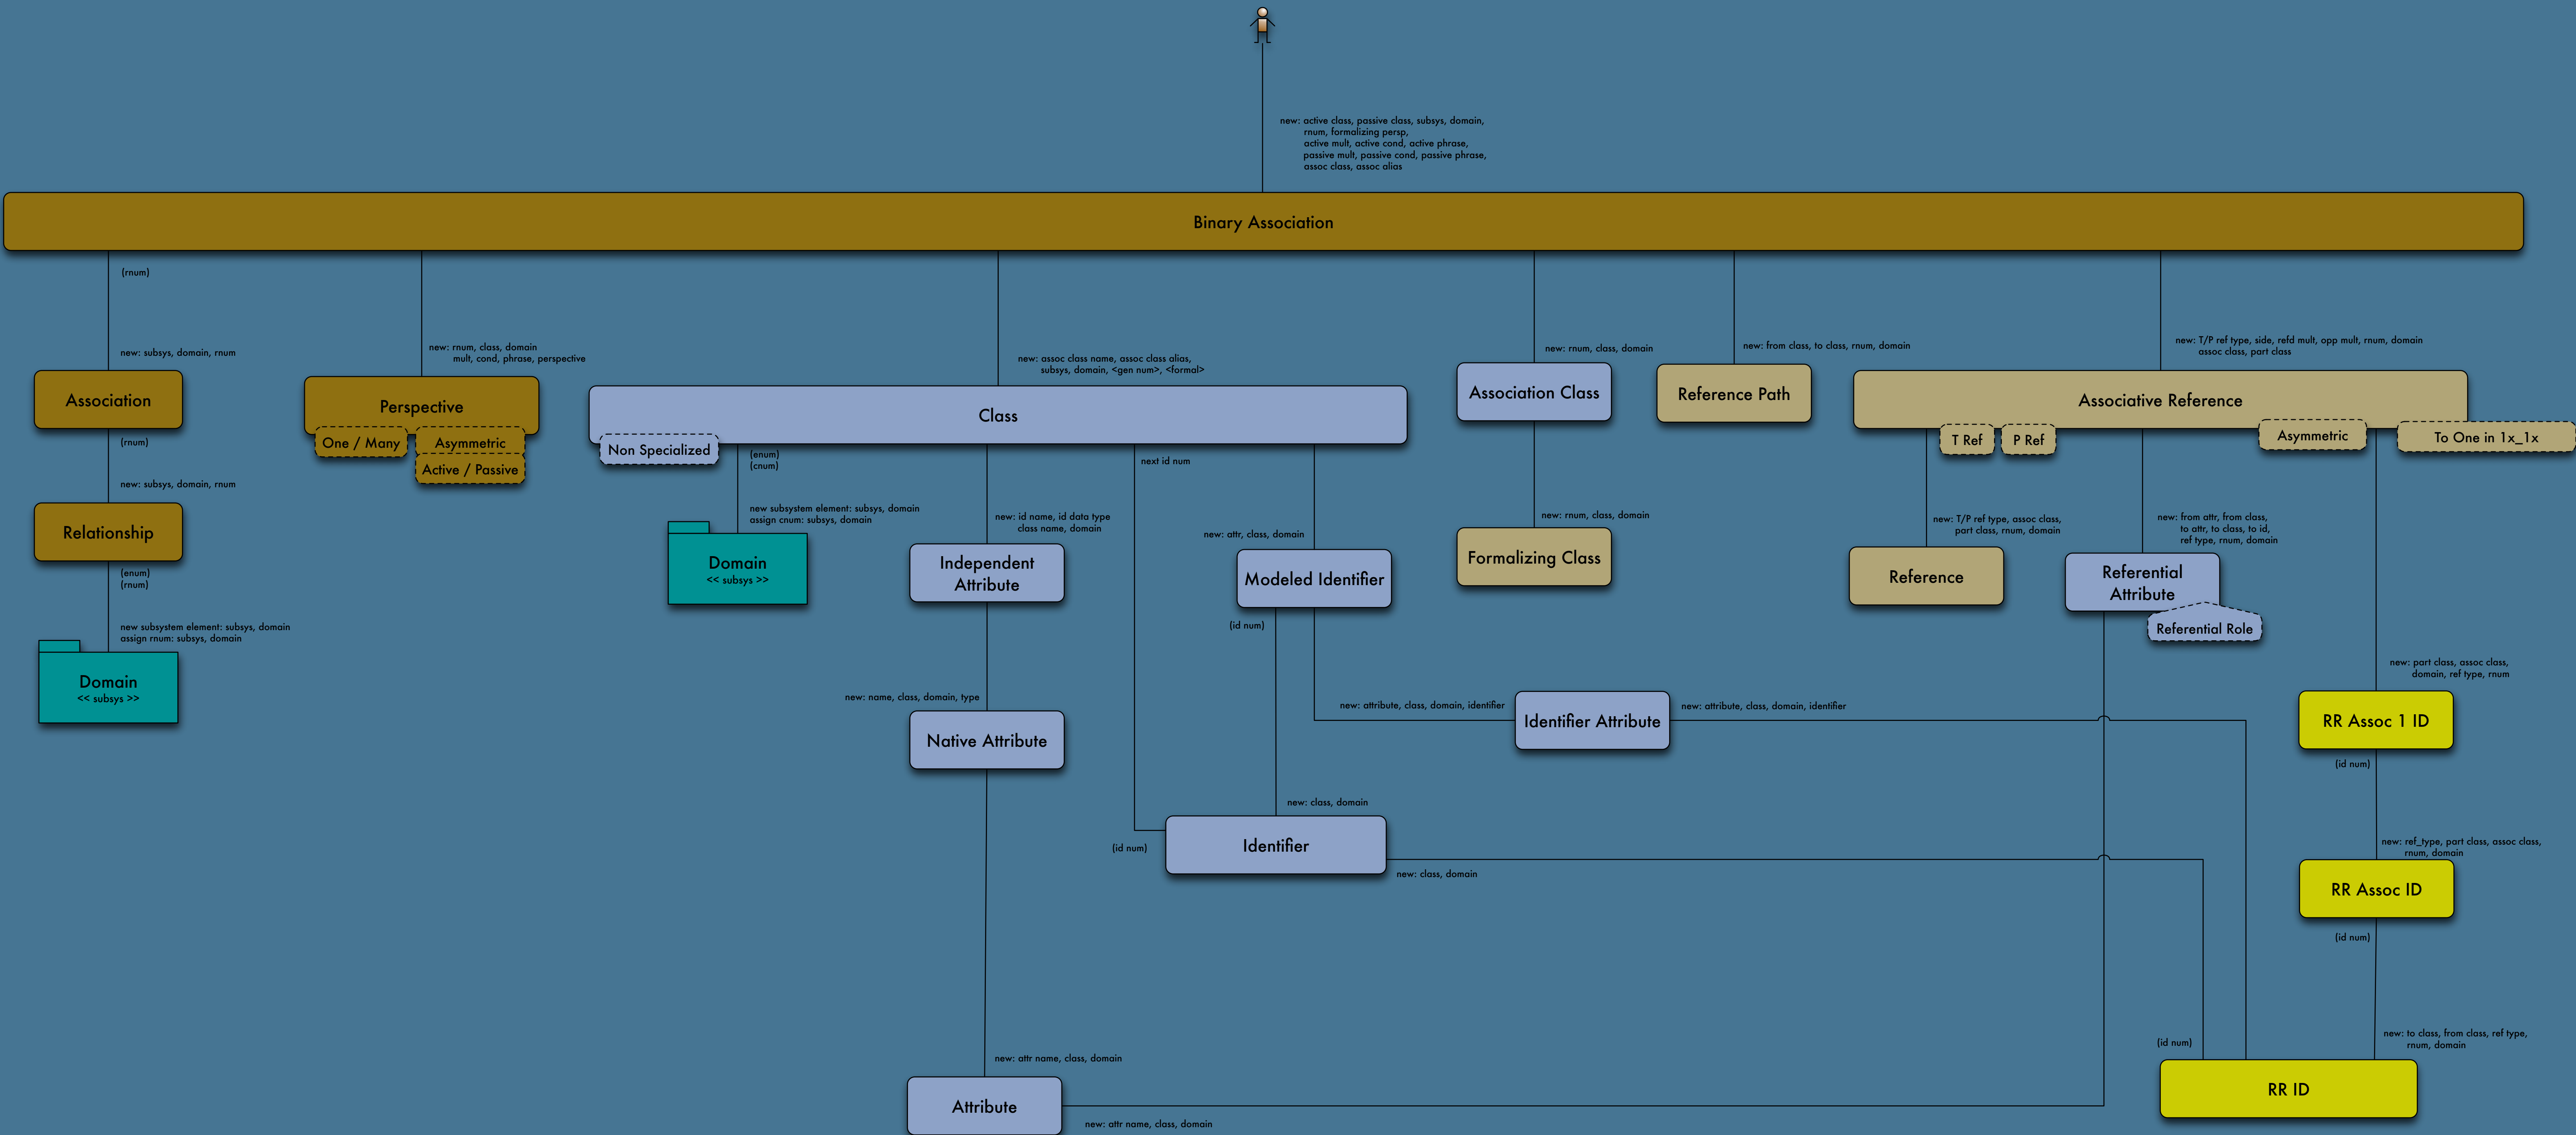 new: active class, passive class, subsys, domain,
rnum, formalizing persp,
active mult, active cond, active phrase,
passive mult, passive cond, passive phrase,
assoc class, assoc alias
Binary Association
(rnum)
new: subsys, domain, rnum
Association
(rnum)
new: subsys, domain, rnum
Relationship
(enum)
(rnum)
new subsystem element: subsys, domain
assign rnum: subsys, domain
Domain
<< subsys >>
new: rnum, class, domain
mult, cond, phrase, perspective
Perspective
One / Many
Asymmetric
Active / Passive
new: assoc class name, assoc class alias,
subsys, domain, <gen num>, <formal>
Class
Non Specialized
(enum)
(cnum)
new subsystem element: subsys, domain
assign cnum: subsys, domain
Domain
<< subsys >>
new: id name, id data type
class name, domain
Independent
Attribute
new: name, class, domain, type
Native Attribute
new: attr name, class, domain
Attribute
new: attr name, class, domain
next id num
(id num)
new: attr, class, domain
Modeled Identifier
(id num)
new: class, domain
Identifier
new: class, domain
new: attribute, class, domain, identifier
Identifier Attribute
new: attribute, class, domain, identifier
new: rnum, class, domain
Association Class
new: rnum, class, domain
Formalizing Class
new: from class, to class, rnum, domain
Reference Path
new: T/P ref type, side, refd mult, opp mult, rnum, domain
assoc class, part class
Associative Reference
T Ref
P Ref
Asymmetric
To One in 1x_1x
new: T/P ref type, assoc class,
part class, rnum, domain
Reference
new: from attr, from class,
to attr, to class, to id,
ref type, rnum, domain
Referential
Attribute
Referential Role
new: part class, assoc class,
domain, ref type, rnum
RR Assoc 1 ID
(id num)
new: ref_type, part class, assoc class,
rnum, domain
RR Assoc ID
(id num)
new: to class, from class, ref type,
rnum, domain
(id num)
RR ID